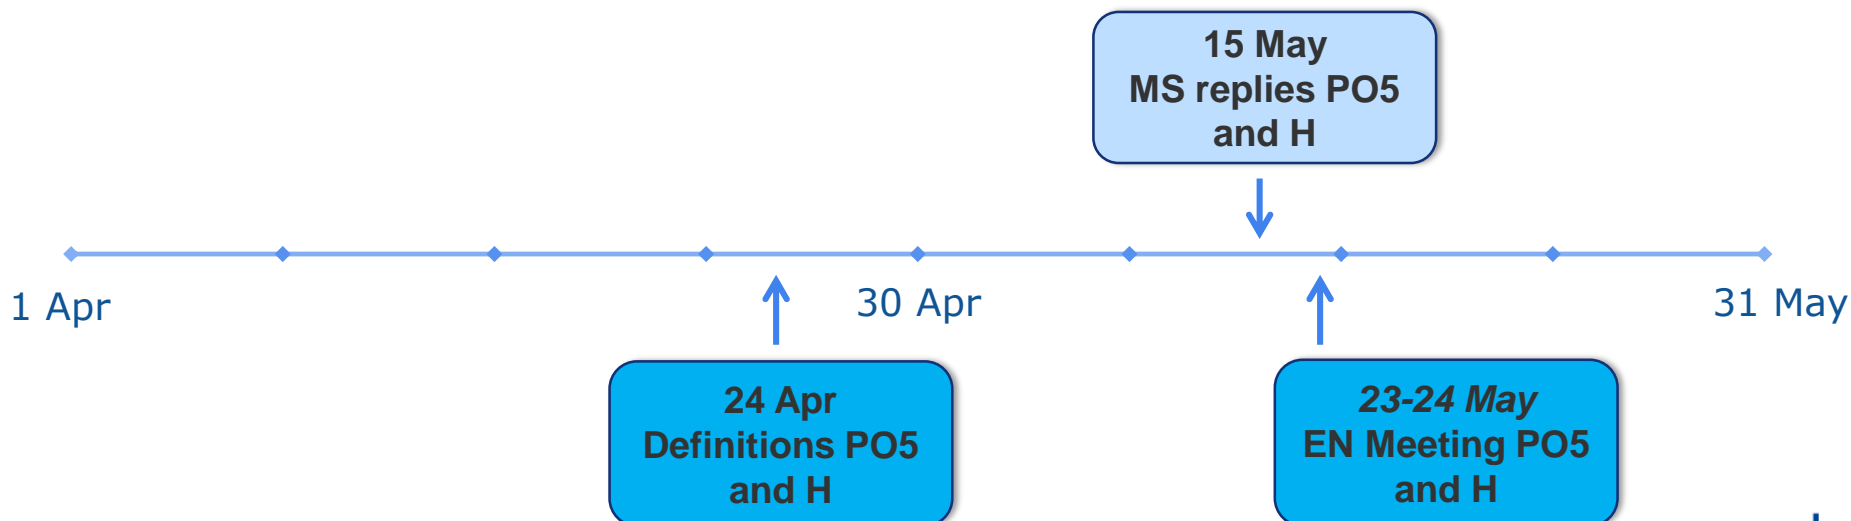 15 May
MS replies PO5
and H
1 Apr
30 Apr
31 May
24 Apr
Definitions PO5
and H
23-24 May
EN Meeting PO5
and H